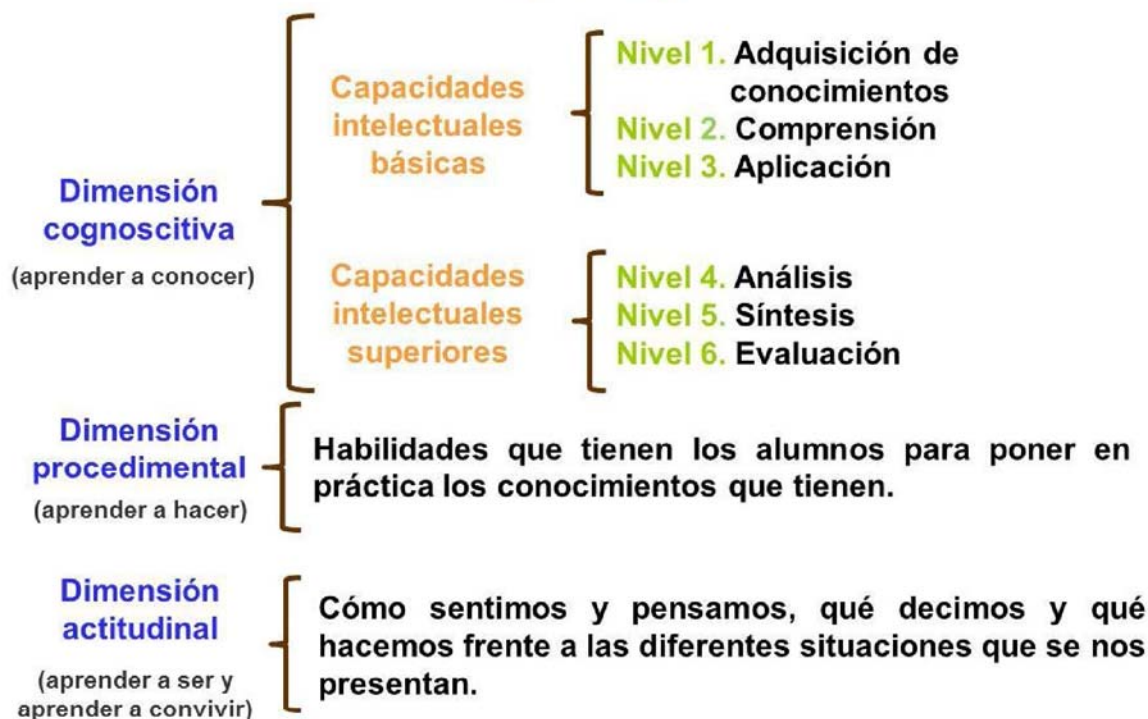 Dimensión
cognoscitiva
(aprender a conocer)
Capacidades
intelectuales
básicas
Nivel 1. Adquisición de
conocimientos
Nivel 2. Comprensión
Nivel 3. Aplicación
Capacidades
intelectuales
superiores
Nivel 4. Análisis
Nivel 5. Síntesis
Nivel 6. Evaluación
Dimensión
procedimental
(aprender a hacer)
Habilidades que tienen los alumnos para poner en
práctica los conocimientos que tienen.
Dimensión
actitudinal
(aprender a ser y
aprender a convivir)
Cómo sentimos y pensamos, qué decimos y qué
hacemos frente a las diferentes situaciones que se nos
presentan.